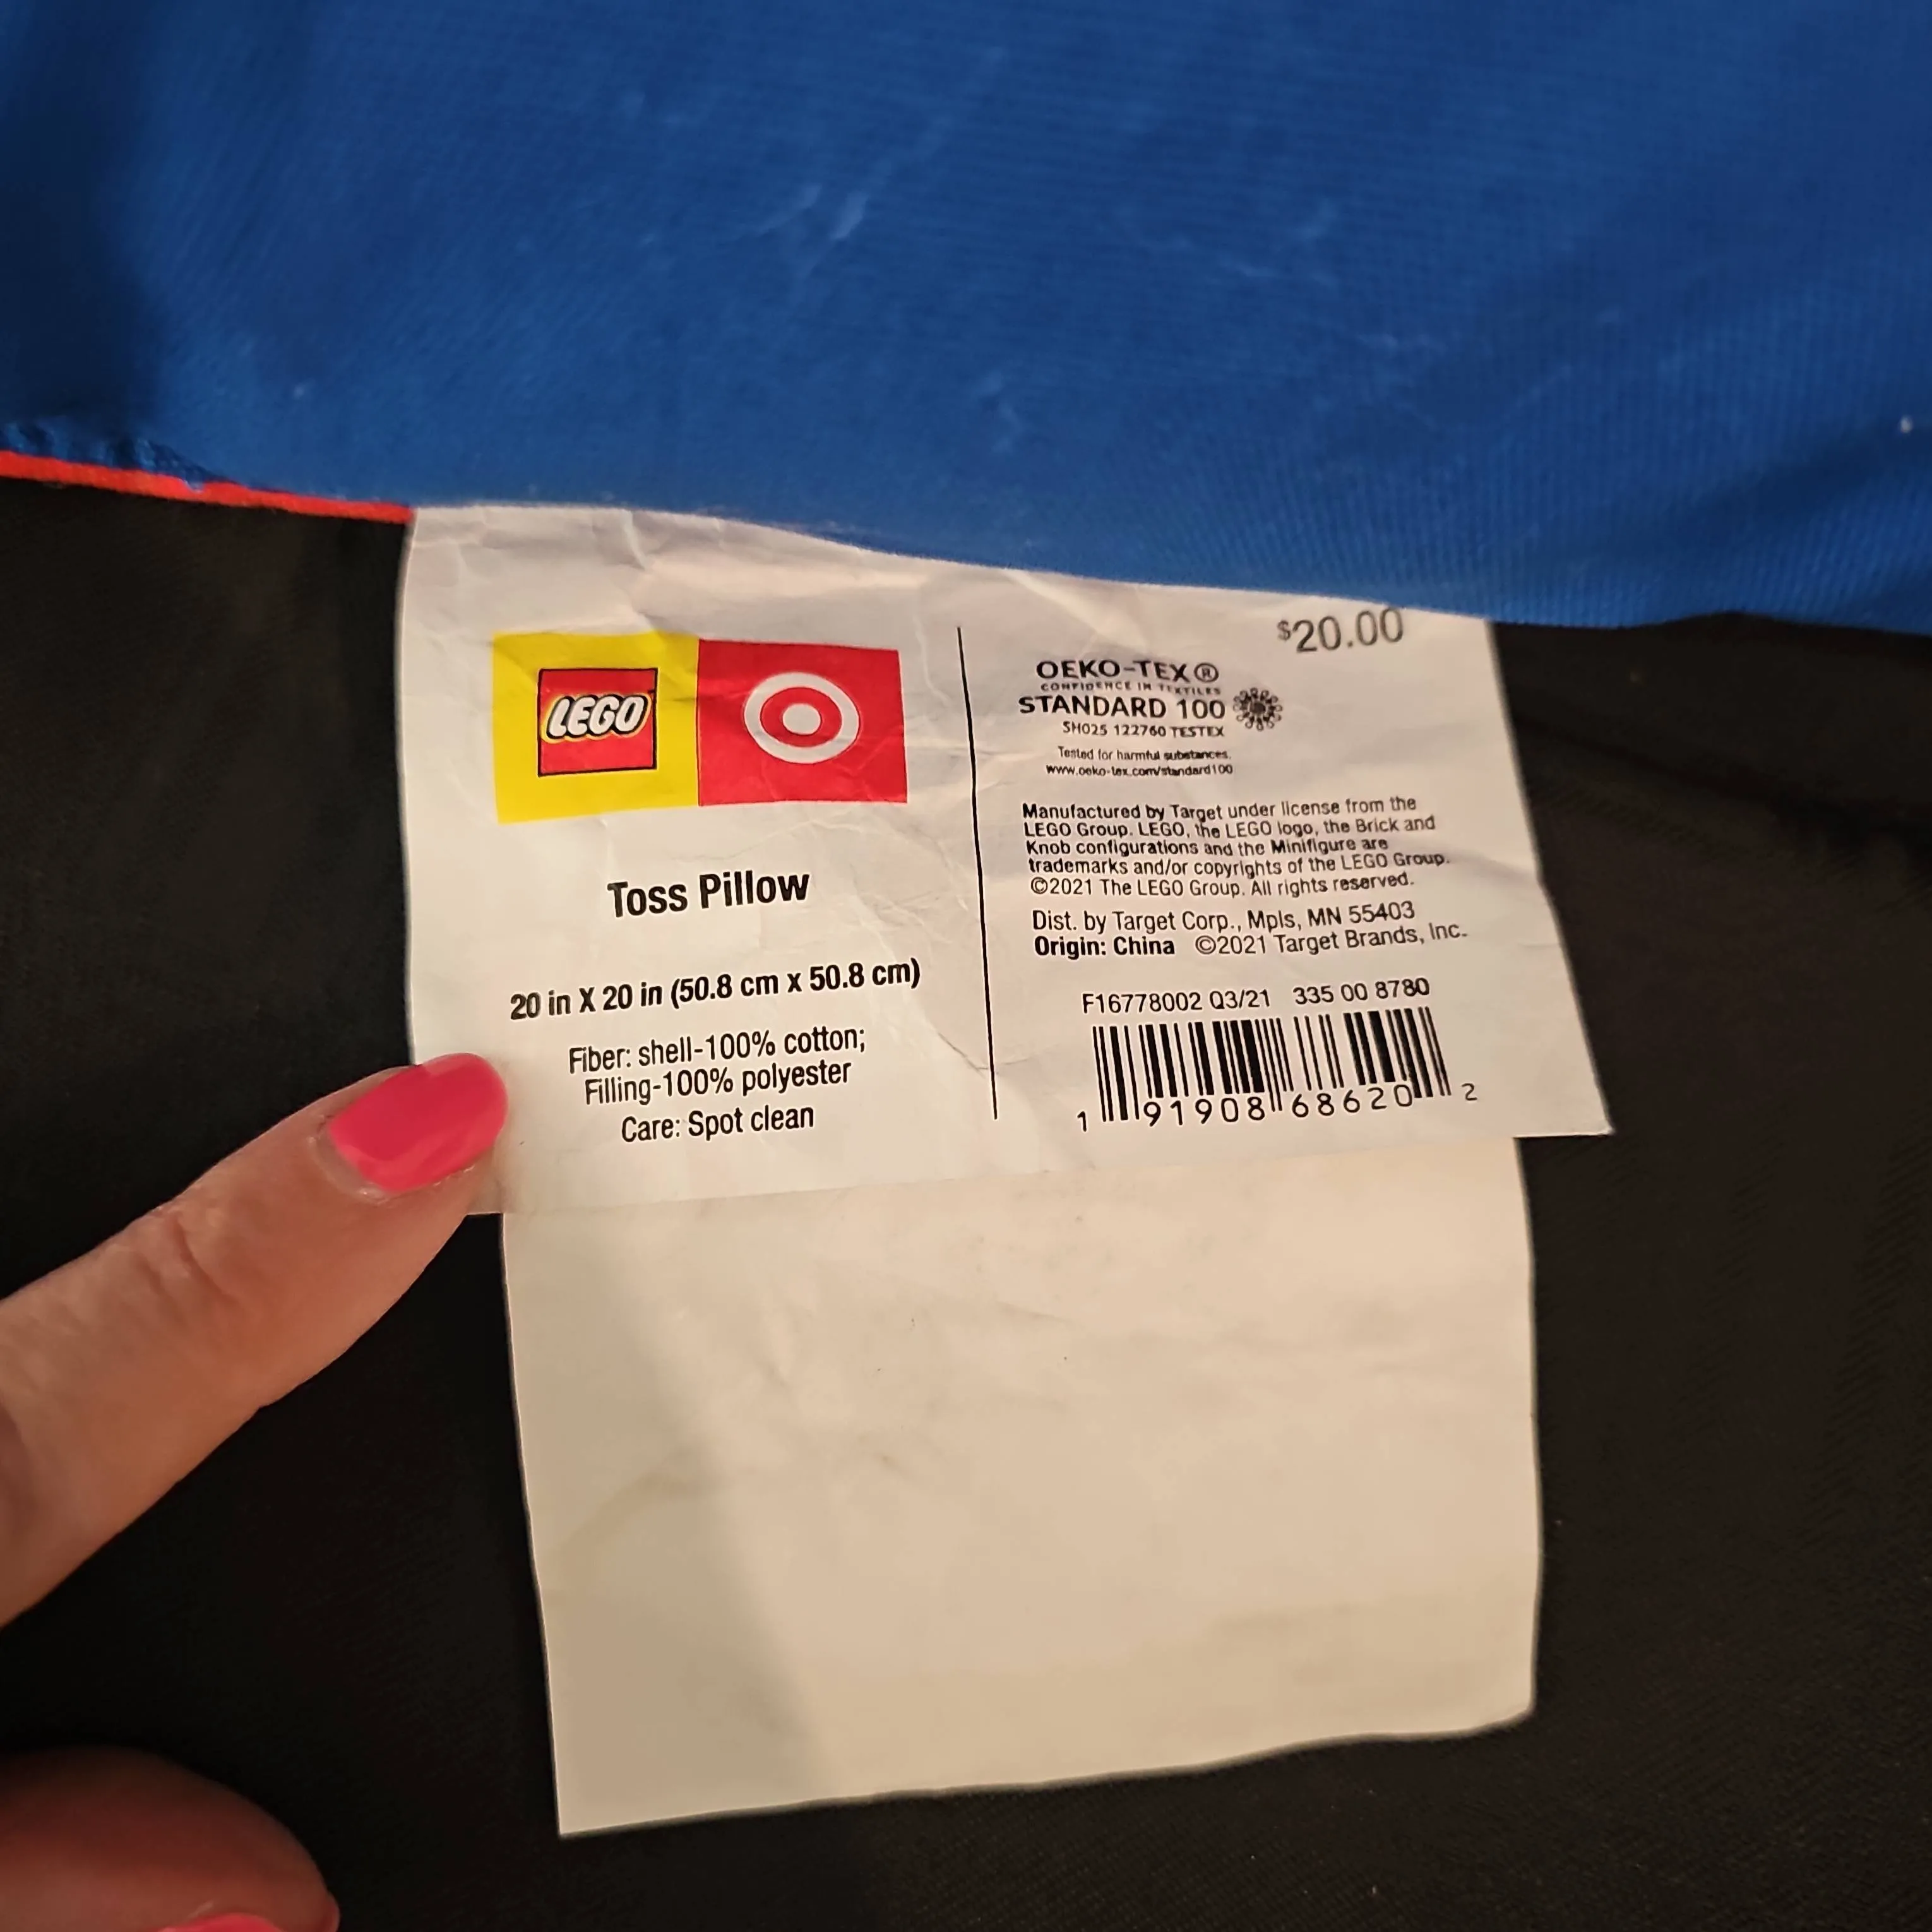 LEGO
Toss Pillow
20 in X 20 in (50.8 cm x 50.8 cm)
Fiber: shell-100% cotton;
Filling-100% polyester
Care: Spot clean
$20.00
OEKO-TEX®
CONFIDENCE IN TEXTILES
STANDARD 100
SH025 122760 TESTEX
Tested for harmful substances.
www.oeko-tex.com/standard100
Manufactured by Target under license from the
LEGO Group. LEGO, the LEGO logo, the Brick and
Knob configurations and the Minifigure are
trademarks and/or copyrights of the LEGO Group.
©2021 The LEGO Group. All rights reserved.
Dist. by Target Corp., Mpls, MN 55403
Origin: China ©2021 Target Brands, Inc.
F16778002 Q3/21 335 00 8780
1 91908 68620 2